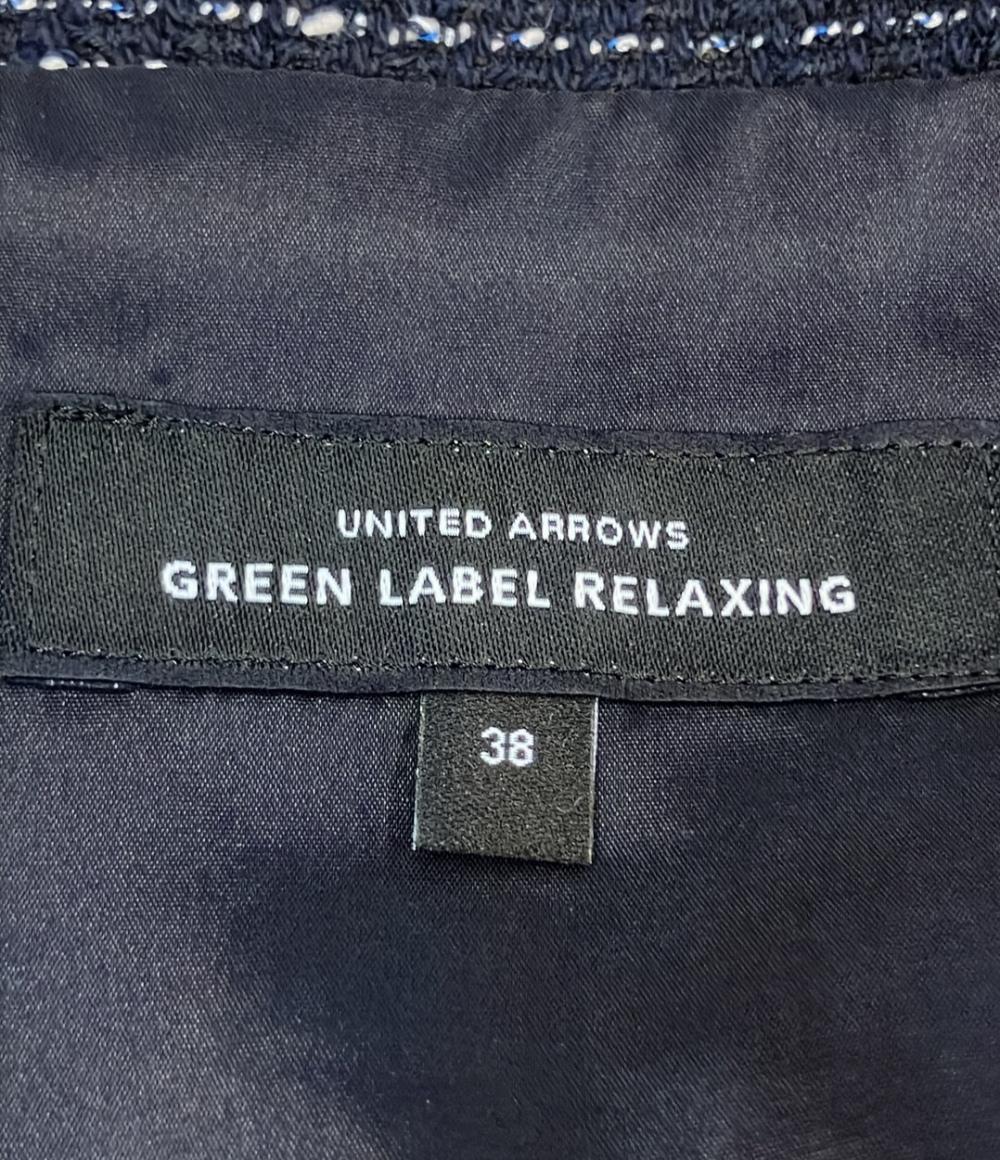 UNITED ARROWS
GREEN LABEL RELAXING
38